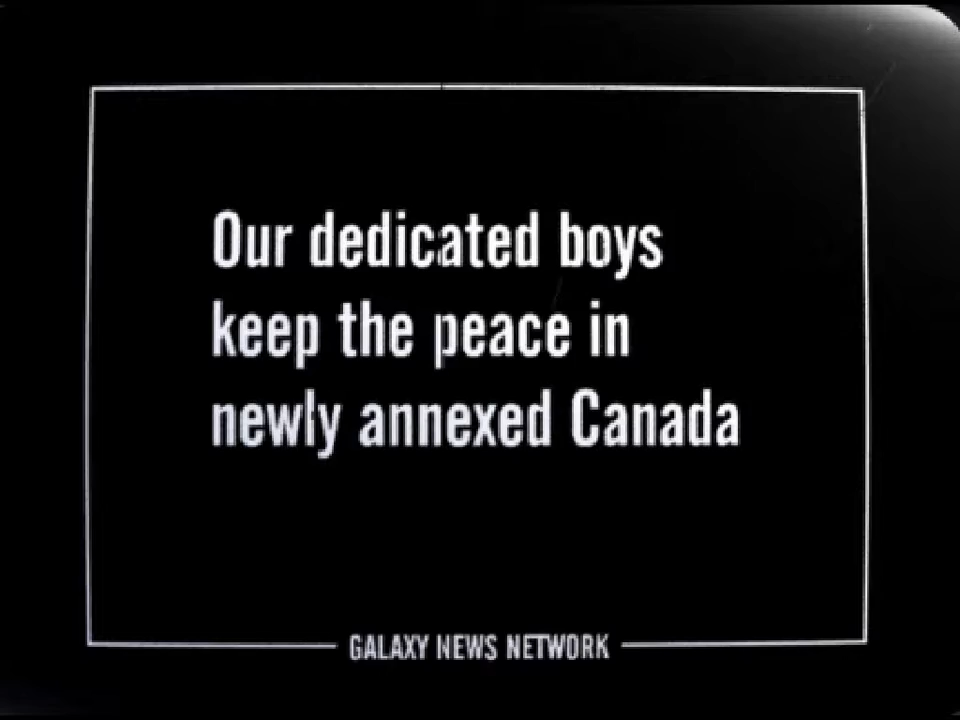 Our dedicated boys
keep the peace in
newly annexed Canada
GALAXY NEWS NETWORK